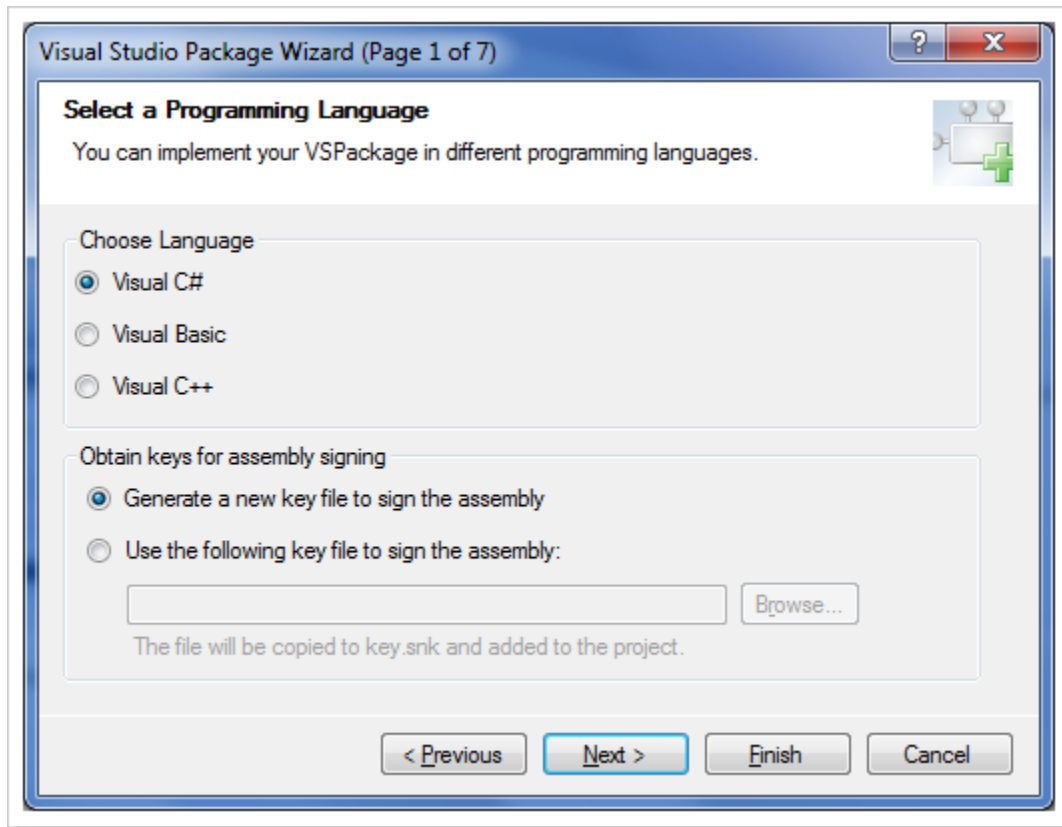 Visual Studio Package Wizard (Page 1 of 7)
?
X
Select a Programming Language
You can implement your VSPackage in different programming languages.
Choose Language
Visual C#
Visual Basic
Visual C++
Obtain keys for assembly signing
Generate a new key file to sign the assembly
Use the following key file to sign the assembly:
Browse...
The file will be copied to key.snk and added to the project.
< Previous
Next >
Finish
Cancel